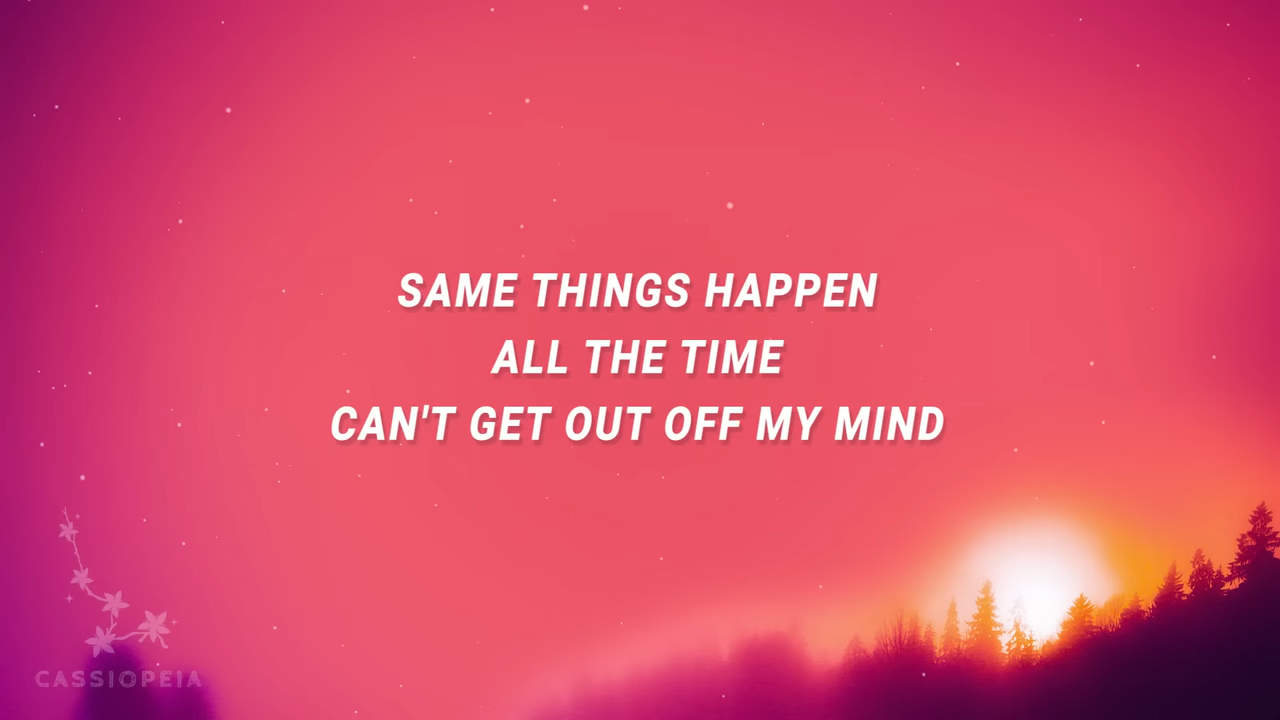 SAME THINGS HAPPEN
ALL THE TIME
CAN'T GET OUT OFF MY MIND
CASSIOPEIA